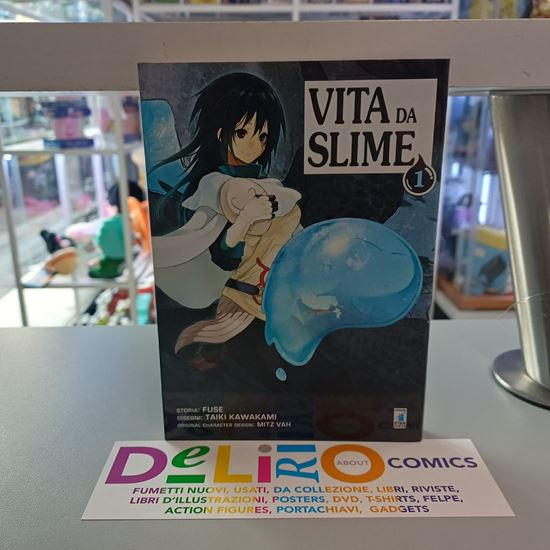 VITA DA
SLIME
1
STORIA: FUSE
DISEGNI: TAIKI KAWAKAMI
ORIGINAL CHARACTER DESIGN: MITZ VAH
STAR
DELiRIO ABOUT COMICS
FUMETTI NUOVI, USATI, DA COLLEZIONE, LIBRI, RIVISTE,
LIBRI D'ILLUSTRAZIONI, POSTERS, DVD, T-SHIRTS, FELPE,
ACTION FIGURES, PORTACHIAVI, GADGETS